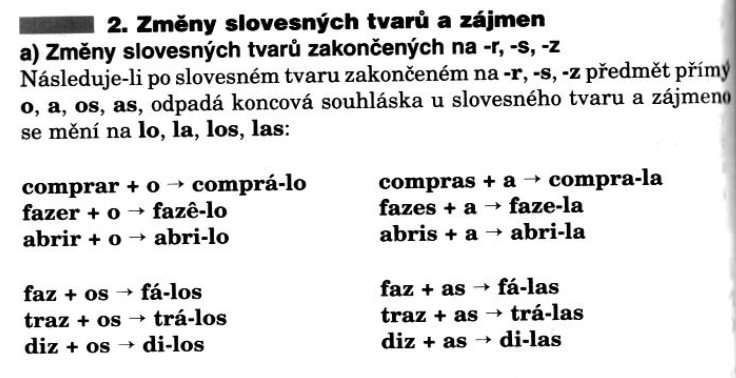 2. Změny slovesných tvarů a zájmen
a) Změny slovesných tvarů zakončených na -r, -s, -z
Následuje-li po slovesném tvaru zakončeném na -r, -s, -z předmět přímý
o, a, os, as, odpadá koncová souhláska u slovesného tvaru a zájmeno
se mění na lo, la, los, las:
comprar + o → comprá-lo
fazer + o → fazê-lo
abrir + o → abri-lo
compras + a → compra-la
fazes + a → faze-la
abris + a → abri-la
faz + os → fá-los
traz + os → trá-los
diz + os → di-los
faz + as → fá-las
traz + as → trá-las
diz + as → di-las